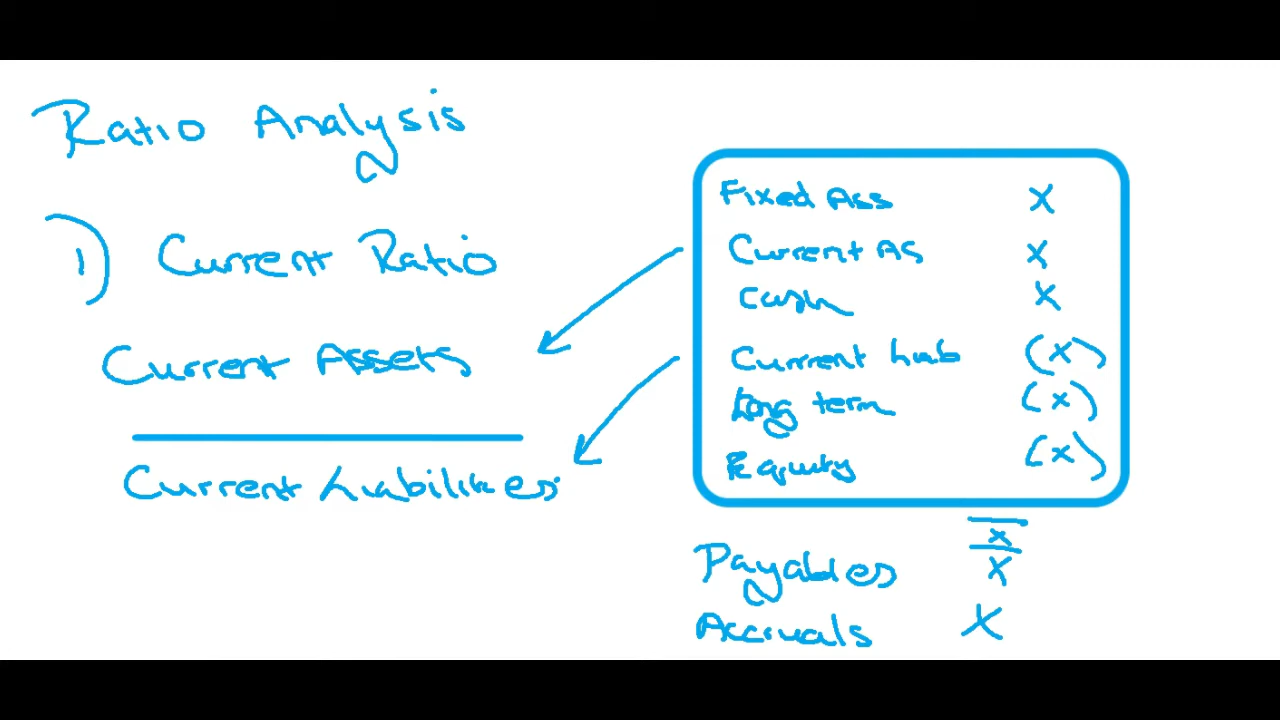 Ratio Analysis
1) Current Ratio
Current Assets
Current Liabilities
Fixed Ass X
Current As X
Cash X
Current Liab (X)
Long term (X)
Equity (X)
X
Payables X
Accruals X